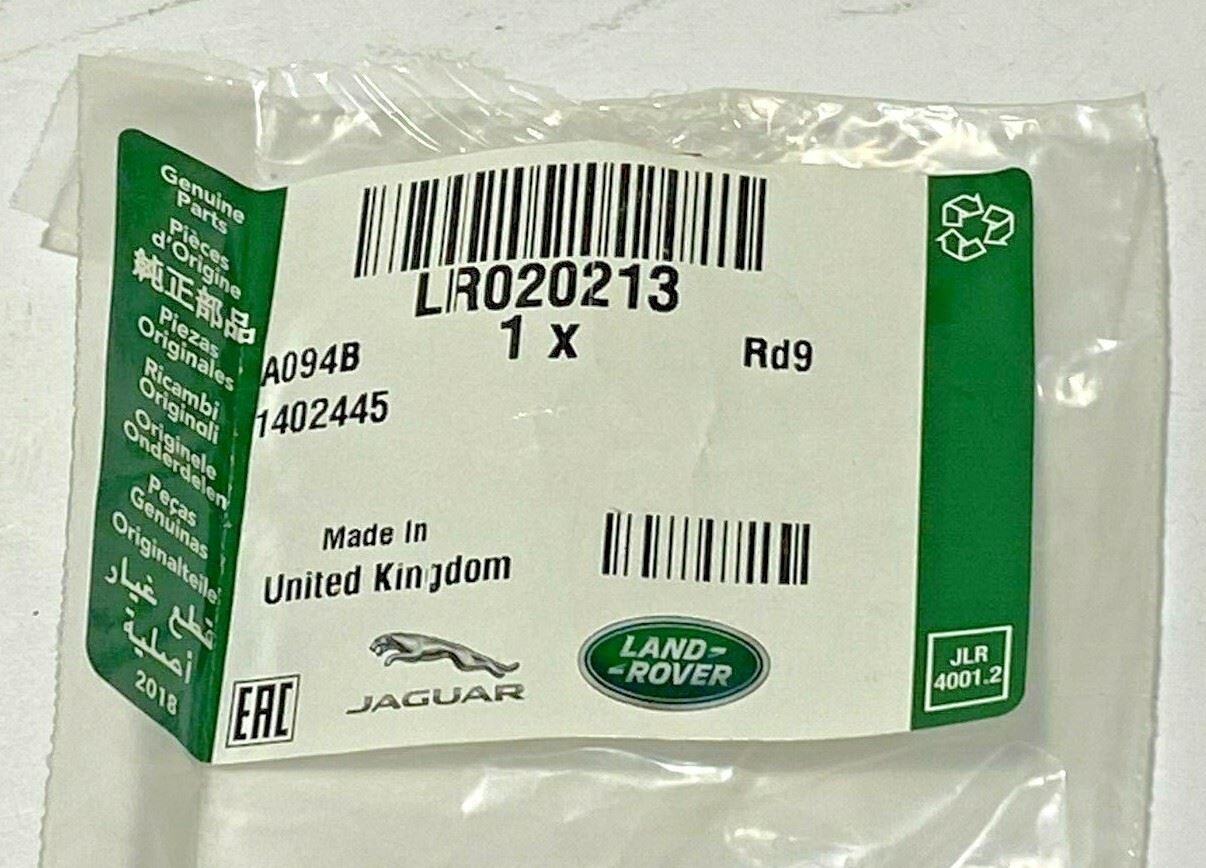 Genuine
Parts
Pièces
d'Origine
純正部品
Piezas
Originales
Ricambi
Originali
Originele
Onderdelen
Peças
Genuinas
Originalteile
قطع غيار
أصلية
2018
LR020213
1 x
A094B
Rd9
1402445
Made In
United Kingdom
EAC
JAGUAR
LAND-
-ROVER
JLR
4001.2